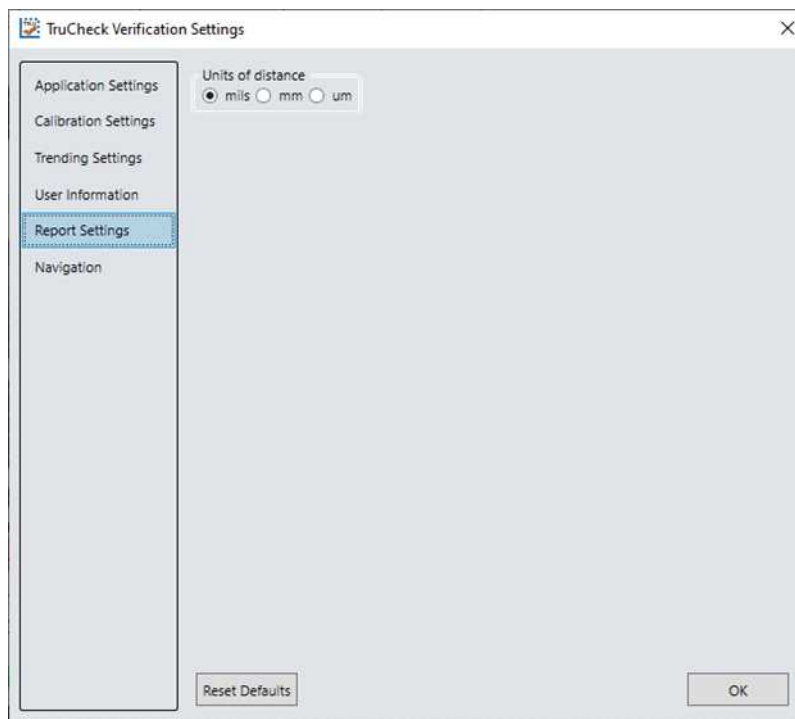 TruCheck Verification Settings
Application Settings
Calibration Settings
Trending Settings
User Information
Report Settings
Navigation
Units of distance
mils mm um
Reset Defaults
OK